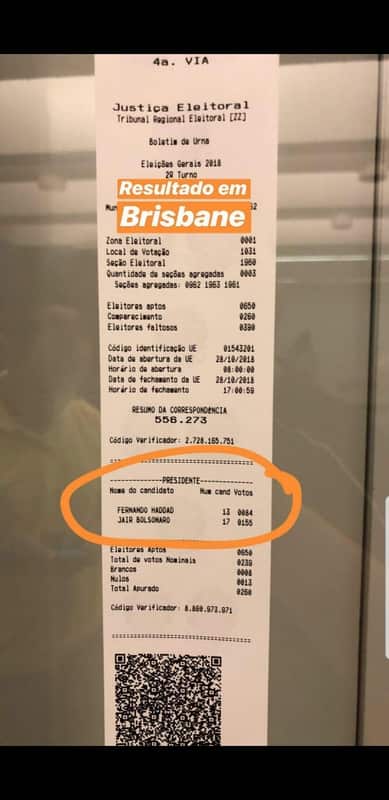 4a. VIA
Justiça Eleitoral
Tribunal Regional Eleitoral [ZZ]
Boletim de Urna
Eleições Gerais 2018
2º Turno
Resultado em
Brisbane
Zona Eleitoral 0001
Local de Votação 1031
Seção Eleitoral 1960
Quantidade de seções agregadas 0003
Seções agregadas: 0962 1963 1961
Eleitores aptos 0650
Comparecimento 0260
Eleitores faltosos 0390
Código identificação UE 01543201
Data de abertura da UE 28/10/2018
Horário de abertura 08:00:00
Data de fechamento da UE 28/10/2018
Horário de fechamento 17:00:59
RESUMO DA CORRESPONDÊNCIA
556.273
Código Verificador: 2.728.165.751
================================
--------------PRESIDENTE--------------
Nome do candidato Num cand Votos
FERNANDO HADDAD 13 0084
JAIR BOLSONARO 17 0155
Eleitores Aptos 0650
Total de votos Nominais 0239
Brancos 0008
Nulos 0013
Total Apurado 0260
Código Verificador: 8.860.973.971
================================